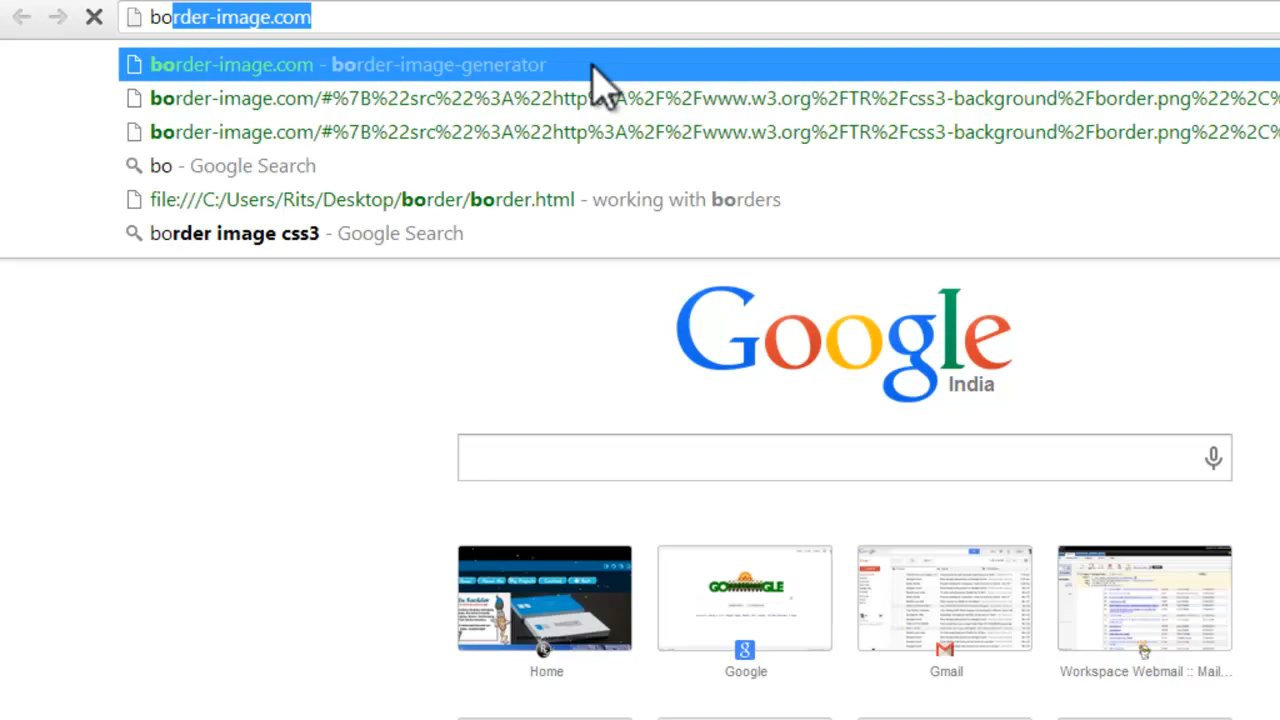 border-image.com
border-image.com - border-image-generator
border-image.com/#%7B%22src%22%3A%22http%3A%2F%2Fwww.w3.org%2FTR%2Fcss3-background%2Fborder.png%22%2C%
border-image.com/#%7B%22src%22%3A%22http%3A%2F%2Fwww.w3.org%2FTR%2Fcss3-background%2Fborder.png%22%2C%
bo - Google Search
file:///C:/Users/Rits/Desktop/border/border.html - working with borders
border image css3 - Google Search
Google
India
GOOGLE
Home
Google
Gmail
Workspace Webmail :: Mail...